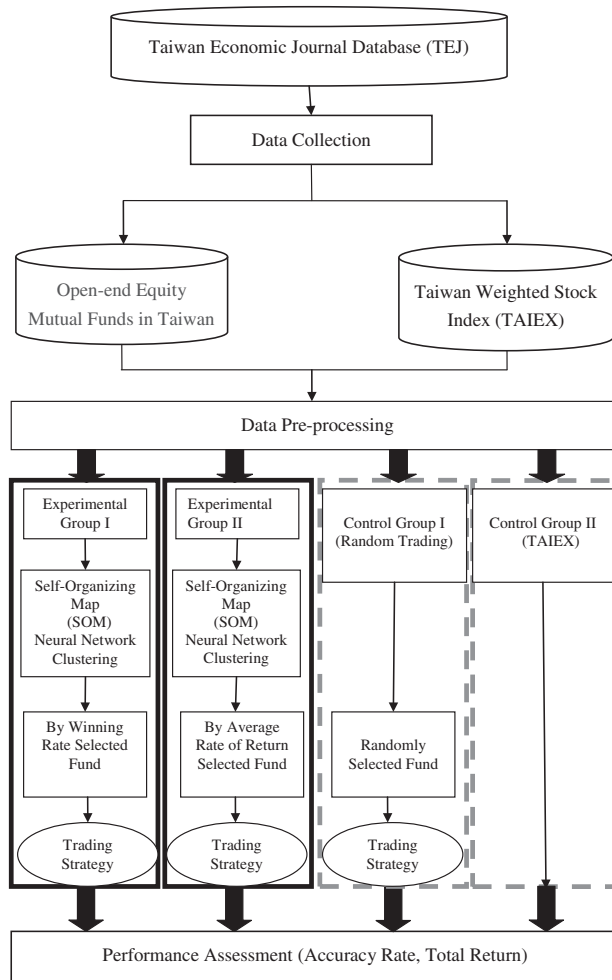 Taiwan Economic Journal Database (TEJ)
Data Collection
Open-end Equity
Mutual Funds in Taiwan
Taiwan Weighted Stock
Index (TAIEX)
Data Pre-processing
Experimental
Group I
Self-Organizing
Map
(SOM)
Neural Network
Clustering
By Winning
Rate Selected
Fund
Trading
Strategy
Experimental
Group II
Self-Organizing
Map
(SOM)
Neural Network
Clustering
By Average
Rate of Return
Selected Fund
Trading
Strategy
Control Group I
(Random Trading)
Randomly
Selected Fund
Trading
Strategy
Control Group II
(TAIEX)
Performance Assessment (Accuracy Rate, Total Return)